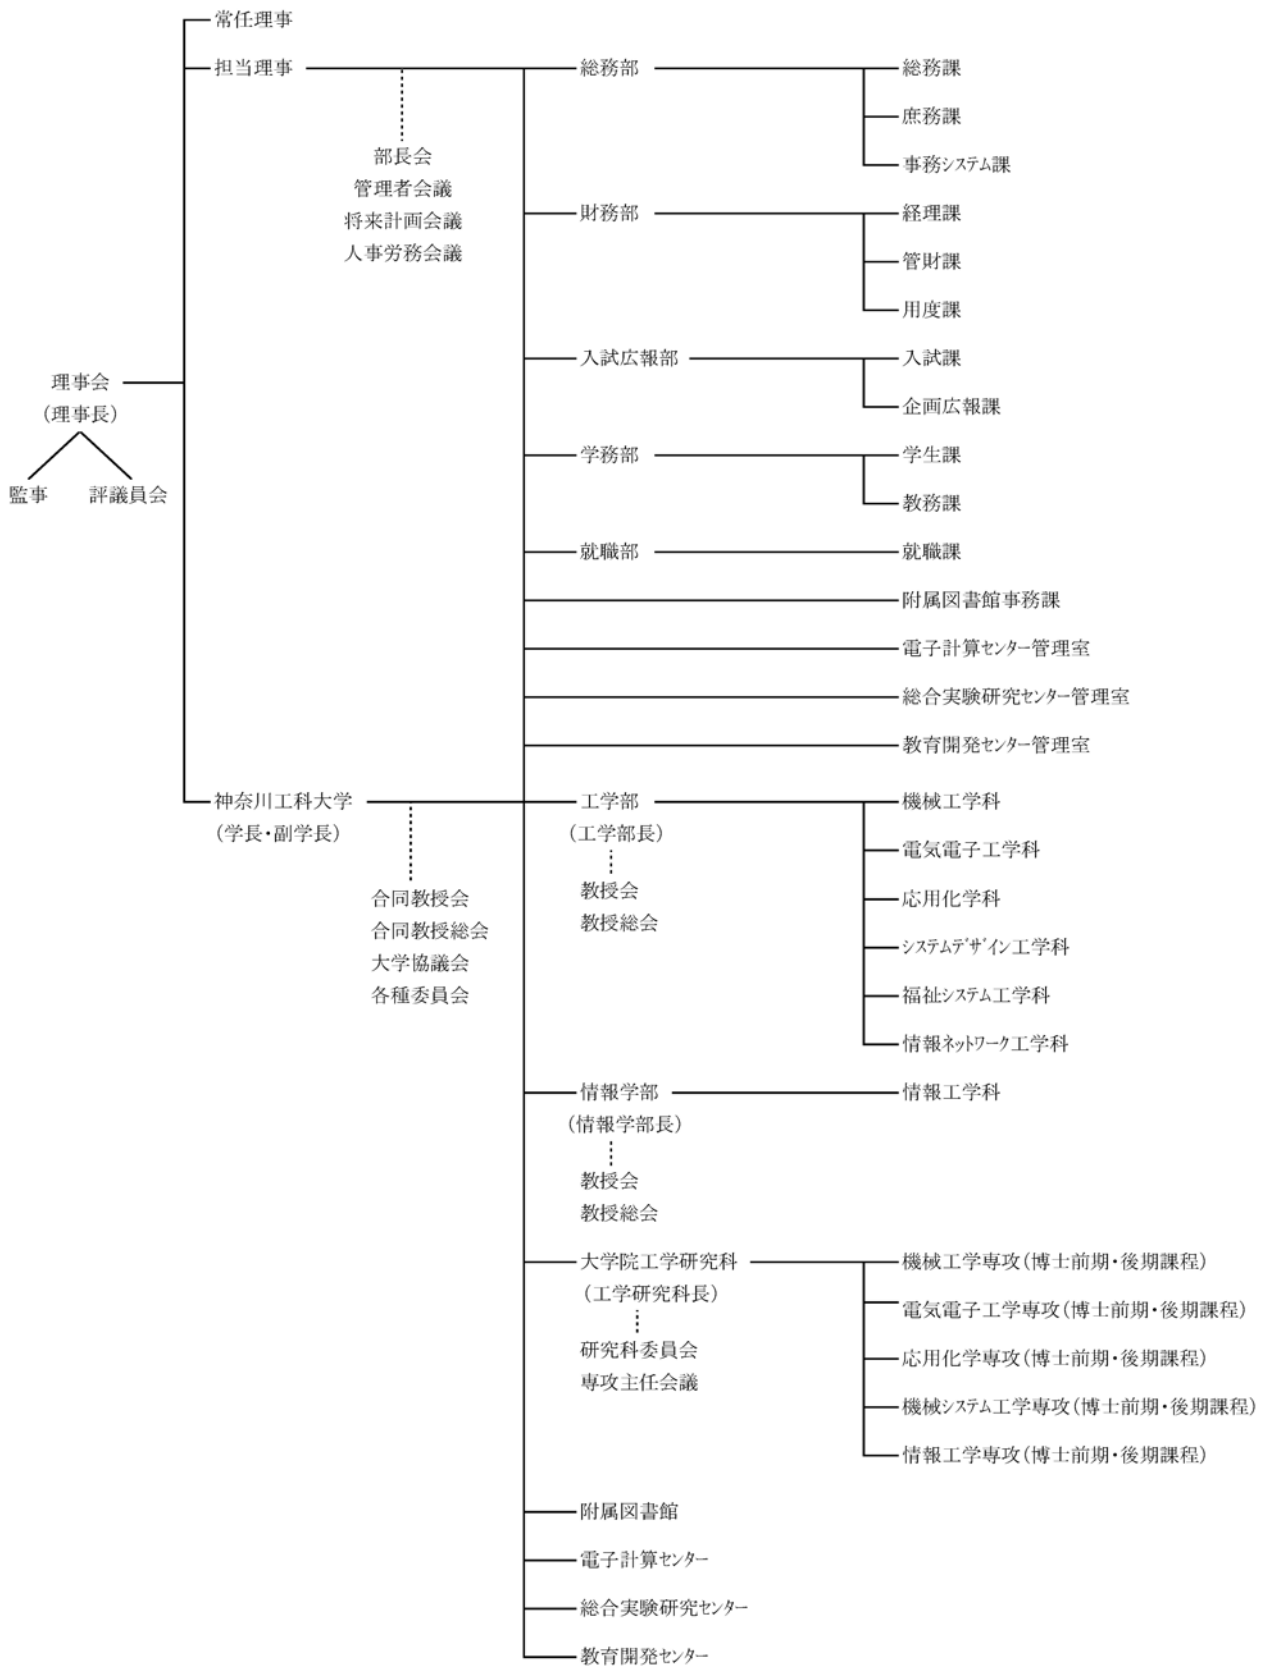 常任理事
担当理事
総務部
総務課
庶務課
事務システム課
部長会
管理者会議
将来計画会議
人事労務会議
財務部
経理課
管財課
用度課
入試広報部
入試課
企画広報課
理事会
(理事長)
監事
評議員会
学務部
学生課
教務課
就職部
就職課
附属図書館事務課
電子計算センター管理室
総合実験研究センター管理室
教育開発センター管理室
神奈川工科大学
(学長・副学長)
合同教授会
合同教授総会
大学協議会
各種委員会
工学部
(工学部長)
教授会
教授総会
機械工学科
電気電子工学科
応用化学科
システムデザイン工学科
福祉システム工学科
情報ネットワーク工学科
情報学部
(情報学部長)
教授会
教授総会
情報工学科
大学院工学研究科
(工学研究科長)
研究科委員会
専攻主任会議
機械工学専攻(博士前期・後期課程)
電気電子工学専攻(博士前期・後期課程)
応用化学専攻(博士前期・後期課程)
機械システム工学専攻(博士前期・後期課程)
情報工学専攻(博士前期・後期課程)
附属図書館
電子計算センター
総合実験研究センター
教育開発センター